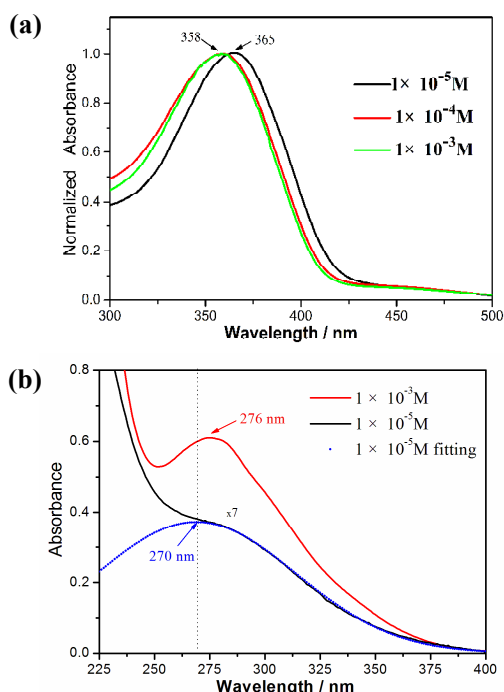 (a)
338
365
1× 10⁻⁵M
1× 10⁻⁴M
1× 10⁻³M
Normalized Absorbance
1.0
0.8
0.6
0.4
0.2
0.0
300 350 400 450 500
Wavelength / nm
(b)
1 × 10⁻³M
1 × 10⁻⁵M
1 × 10⁻⁵M fitting
276 nm
x7
270 nm
Absorbance
0.8
0.6
0.4
0.2
0.0
225 250 275 300 325 350 375 400
Wavelength / nm